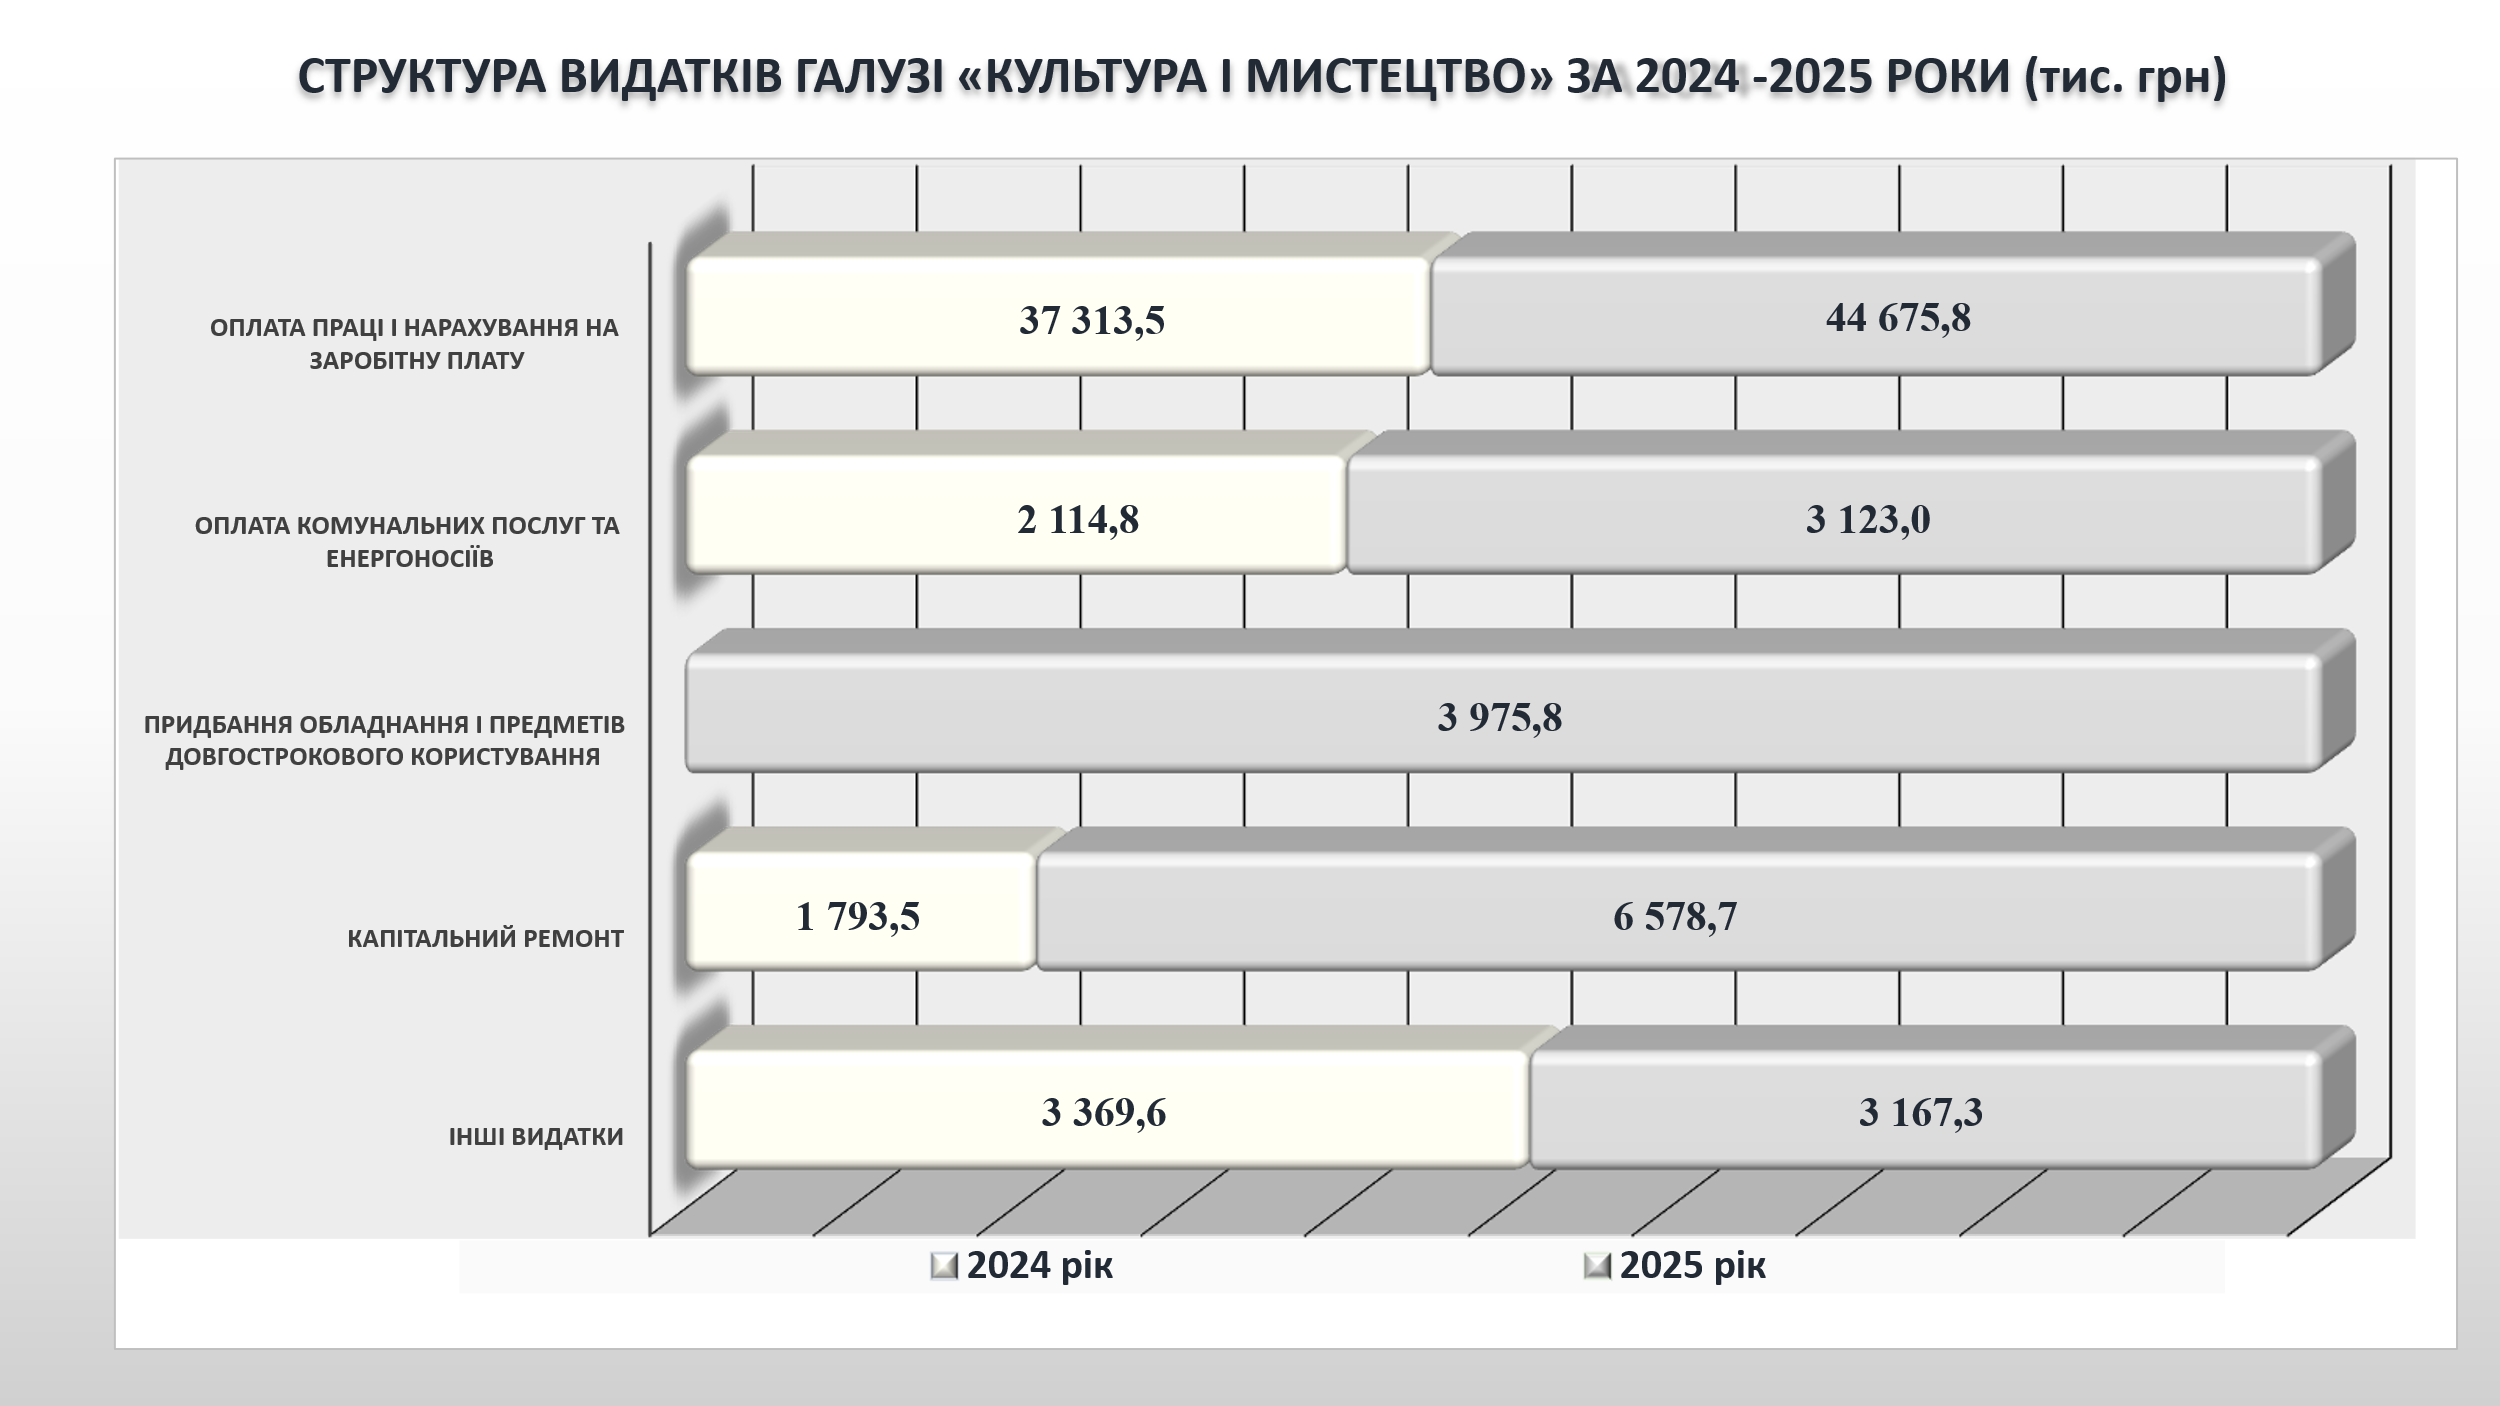 СТРУКТУРА ВИДАТКІВ ГАЛУЗІ «КУЛЬТУРА І МИСТЕЦТВО» ЗА 2024 -2025 РОКИ (тис. грн)
ОПЛАТА ПРАЦІ І НАРАХУВАННЯ НА
ЗАРОБІТНУ ПЛАТУ
37 313,5
44 675,8
ОПЛАТА КОМУНАЛЬНИХ ПОСЛУГ ТА
ЕНЕРГОНОСІЇВ
2 114,8
3 123,0
ПРИДБАННЯ ОБЛАДНАННЯ І ПРЕДМЕТІВ
ДОВГОСТРОКОВОГО КОРИСТУВАННЯ
3 975,8
КАПІТАЛЬНИЙ РЕМОНТ
1 793,5
6 578,7
ІНШІ ВИДАТКИ
3 369,6
3 167,3
2024 рік
2025 рік